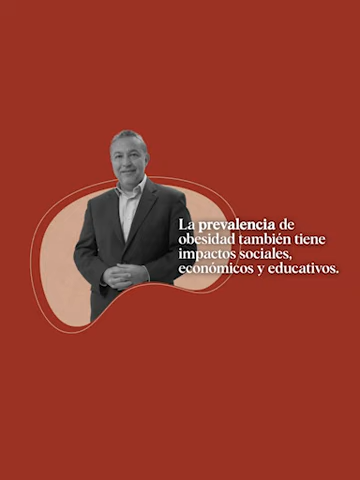 La prevalencia de
obesidad también tiene
impactos sociales,
económicos y educativos.